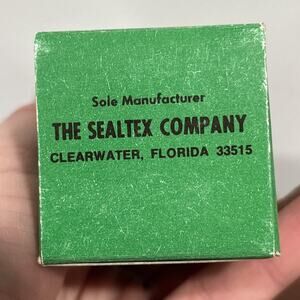 Sole Manufacturer
THE SEALTEX COMPANY
CLEARWATER, FLORIDA 33515